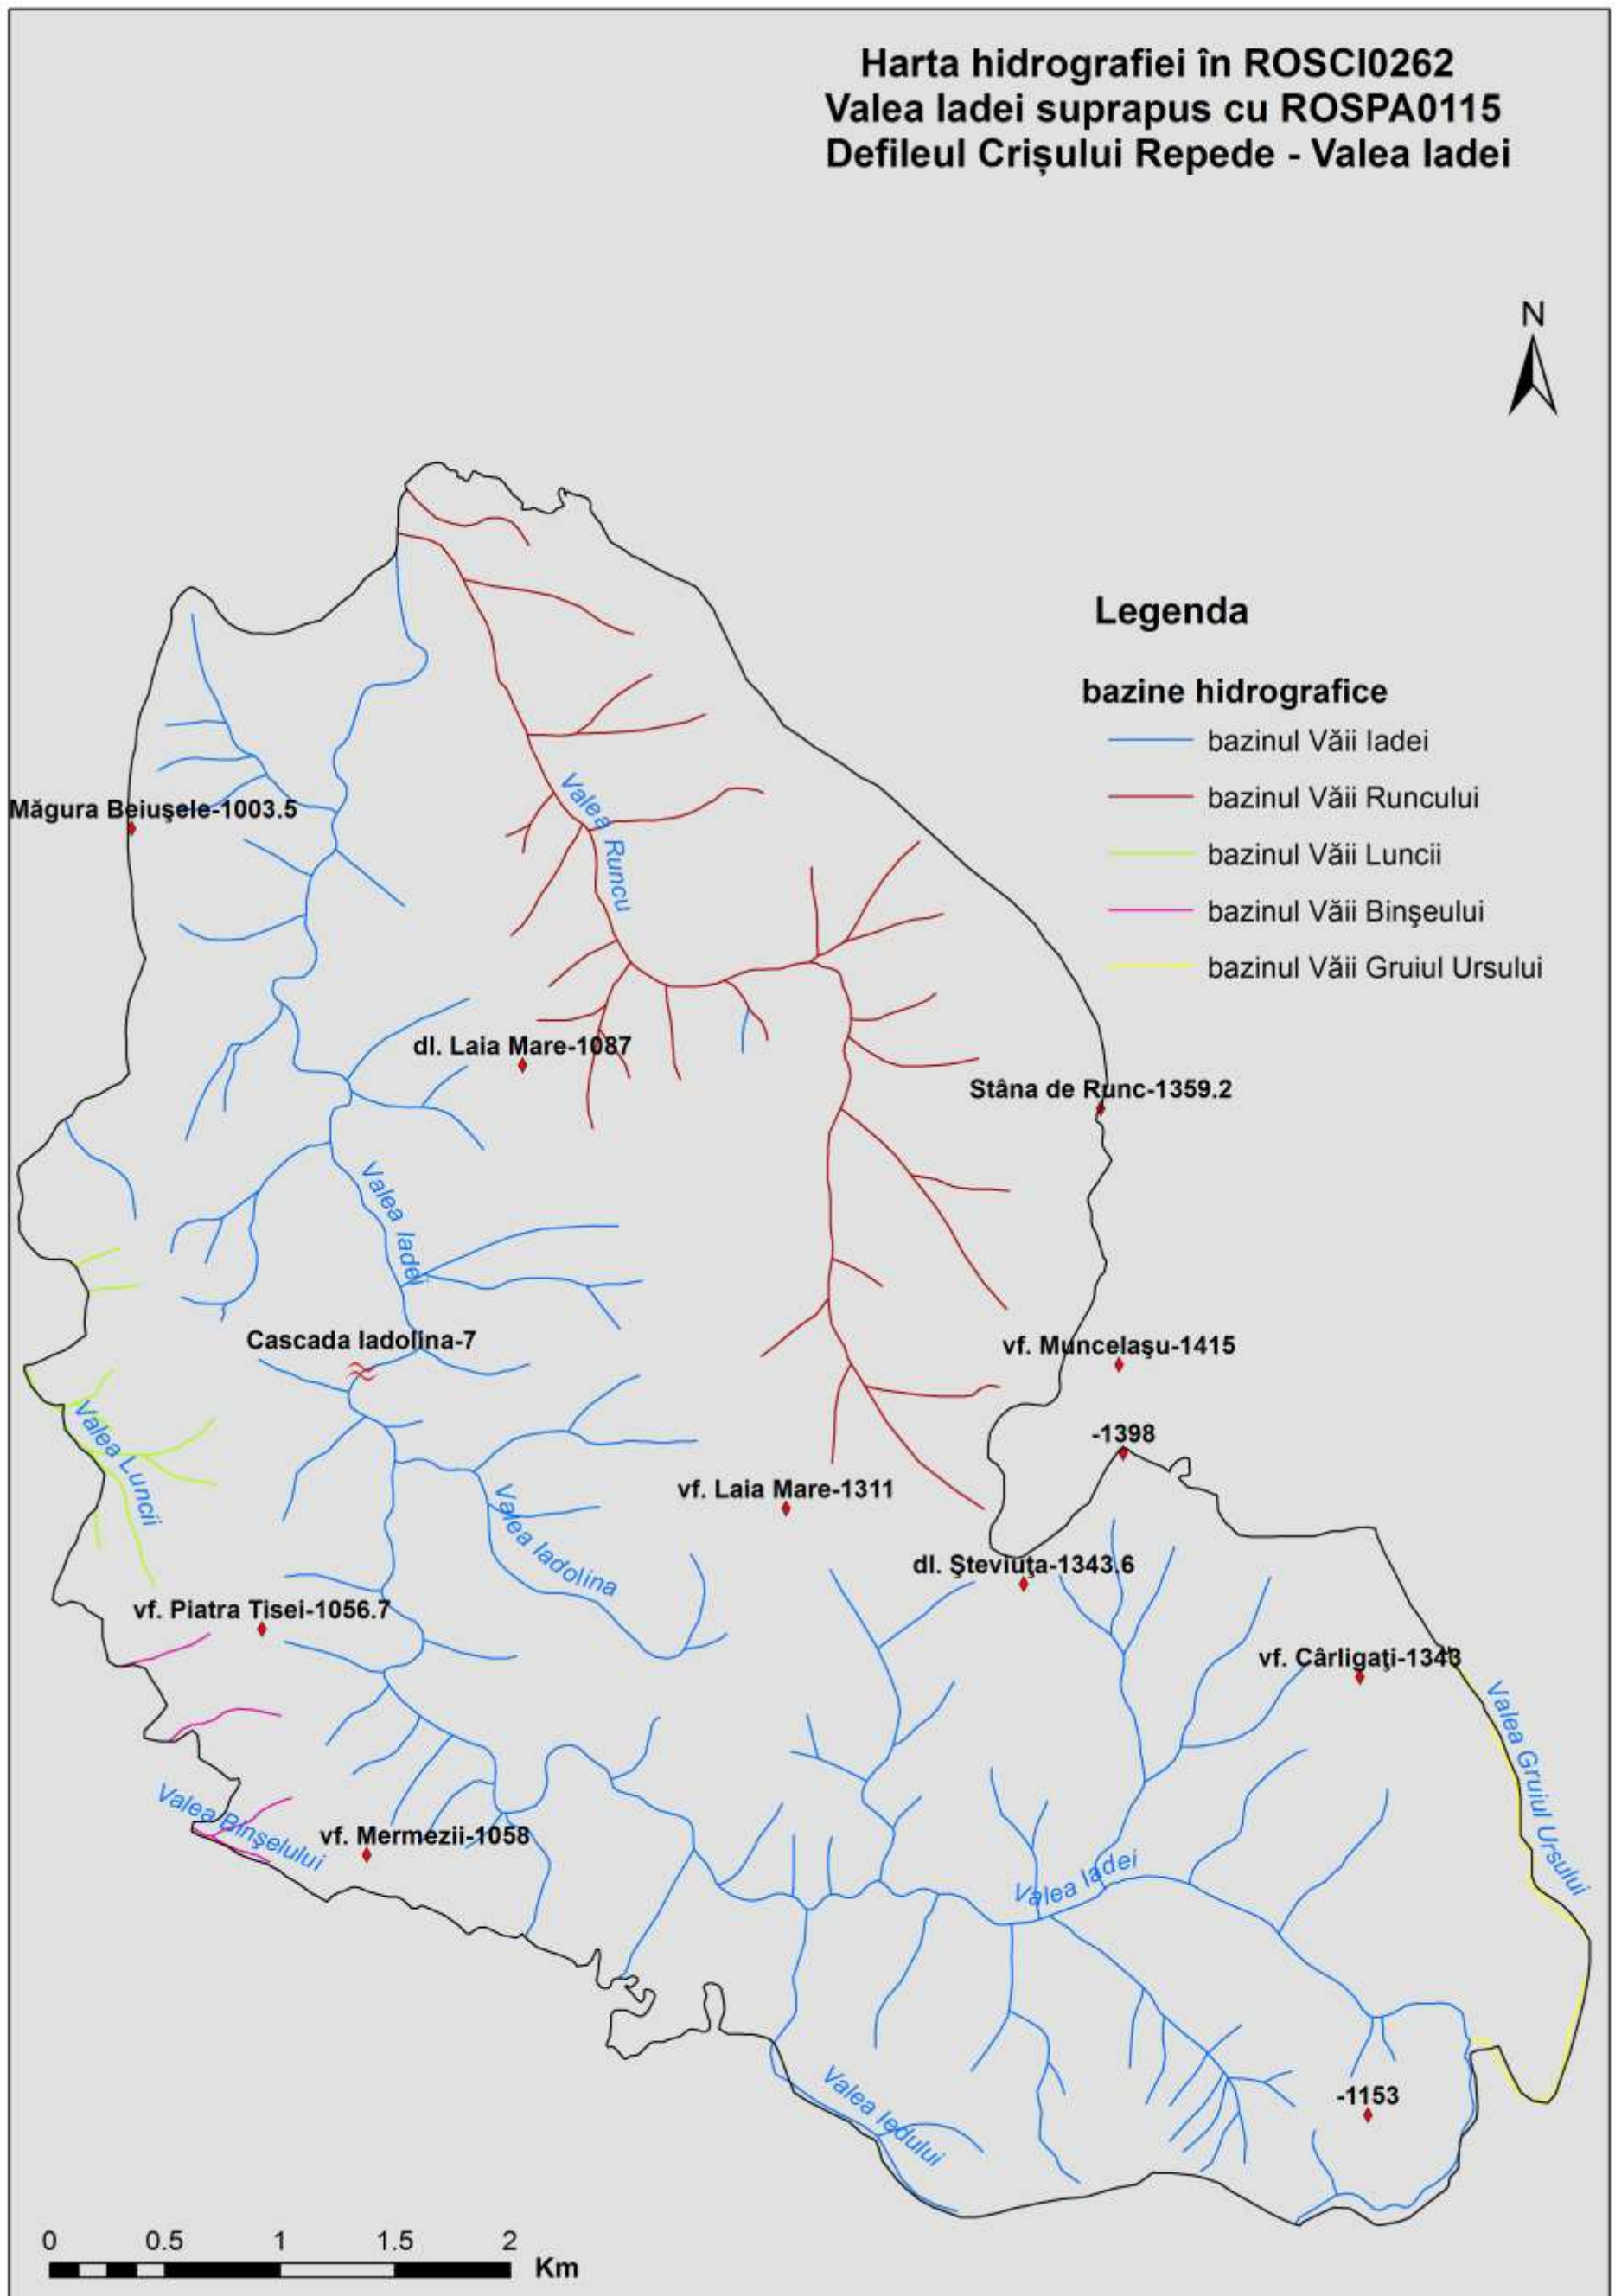 Harta hidrografiei în ROSCI0262
Valea Iadei suprapus cu ROSPA0115
Defileul Crișului Repede - Valea Iadei
N
Legenda
bazine hidrografice
bazinul Văii Iadei
bazinul Văii Runcului
bazinul Văii Luncii
bazinul Văii Binşeului
bazinul Văii Gruiul Ursului
Măgura Beiuşele-1003.5
Valea Runcu
dl. Laia Mare-1087
Stâna de Runc-1359.2
Valea Iadei
Cascada Iadolina-7
vf. Muncelaşu-1415
-1398
Valea Luncii
vf. Laia Mare-1311
Valea Iadolina
dl. Şteviuţa-1343.6
vf. Piatra Tisei-1056.7
vf. Cârligaţi-1343
Valea Gruiul Ursului
Valea Binşelului
vf. Mermezii-1058
Valea Iadei
-1153
Valea Iedului
0 0.5 1 1.5 2
Km